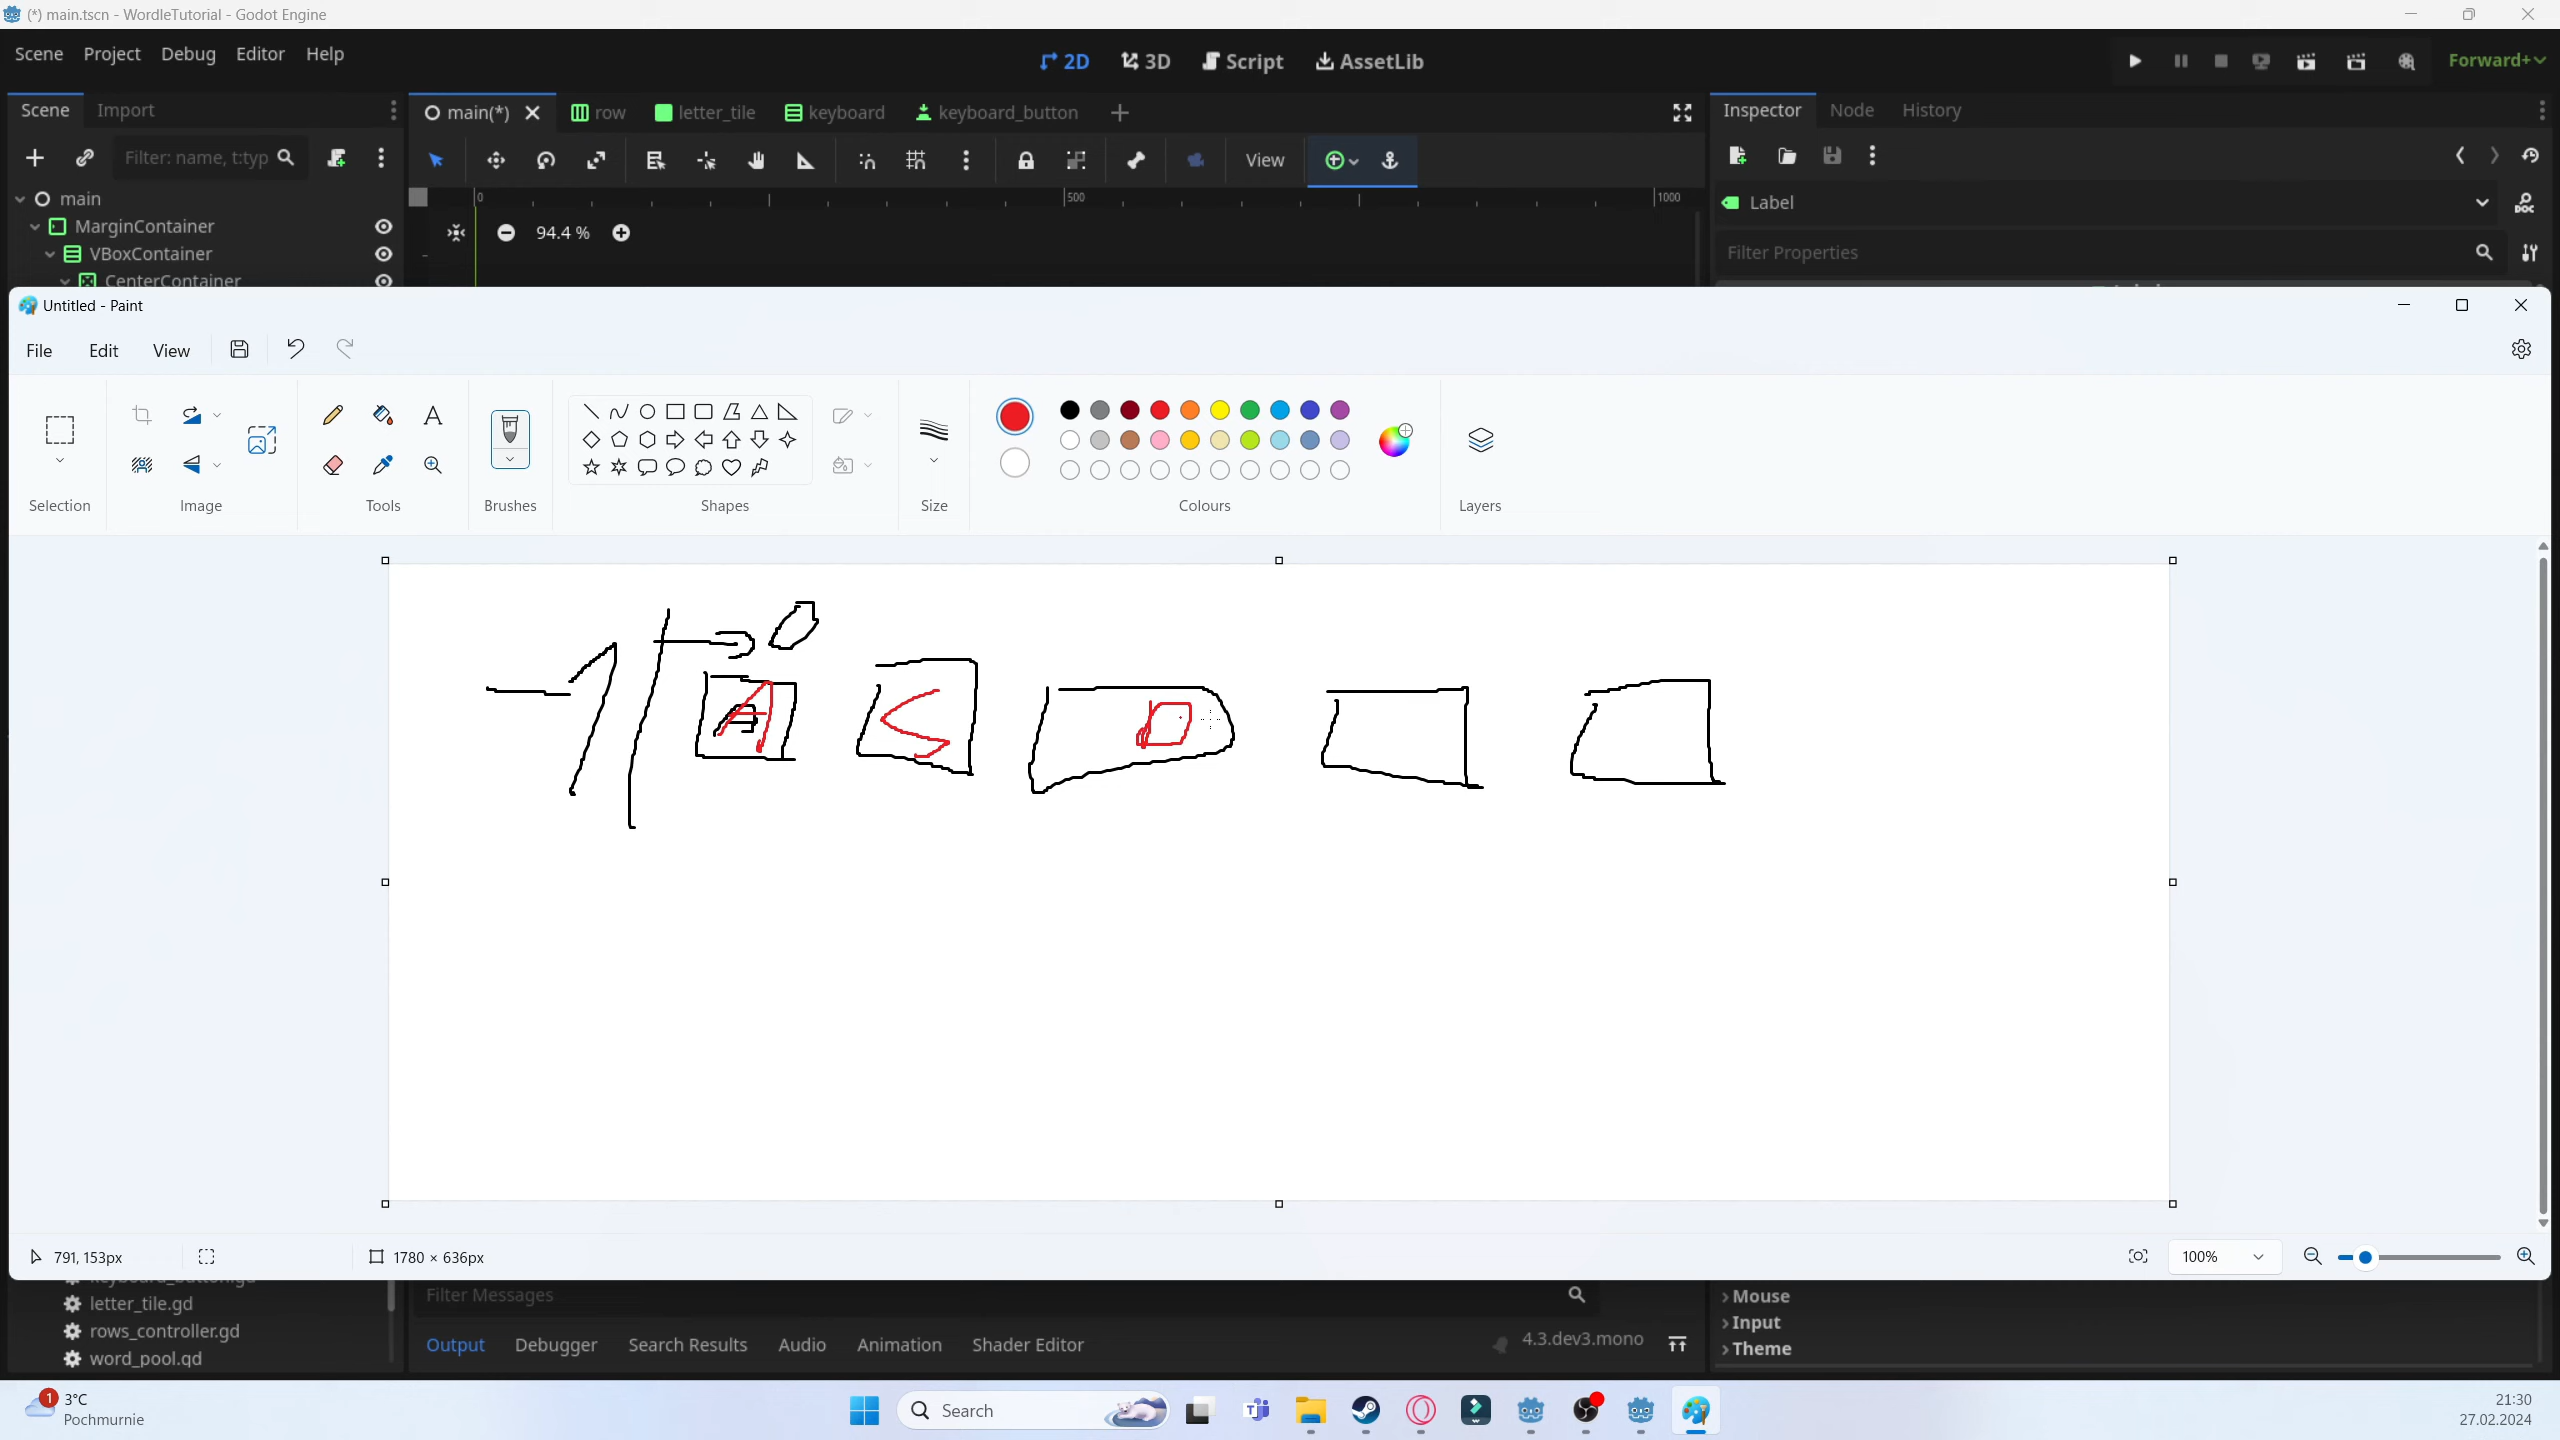 (*) main.tscn - WordleTutorial - Godot Engine
Scene Project Debug Editor Help
2D 3D Script AssetLib
Forward+
Scene Import
main(*) row letter_tile keyboard keyboard_button
Inspector Node History
Filter: name, t:typ
View
main
0 500 1000
Label
MarginContainer
94.4 %
VBoxContainer
Filter Properties
CenterContainer
Untitled - Paint
File Edit View
A
Selection Image Tools Brushes Shapes Size Colours Layers
A
791, 153px
1780 × 636px
100%
keyboard_button.gd
Filter Messages
Mouse
letter_tile.gd
Input
rows_controller.gd
Output Debugger Search Results Audio Animation Shader Editor
4.3.dev3.mono
Theme
word_pool.gd
1
3°C
Pochmurnie
Search
21:30
27.02.2024